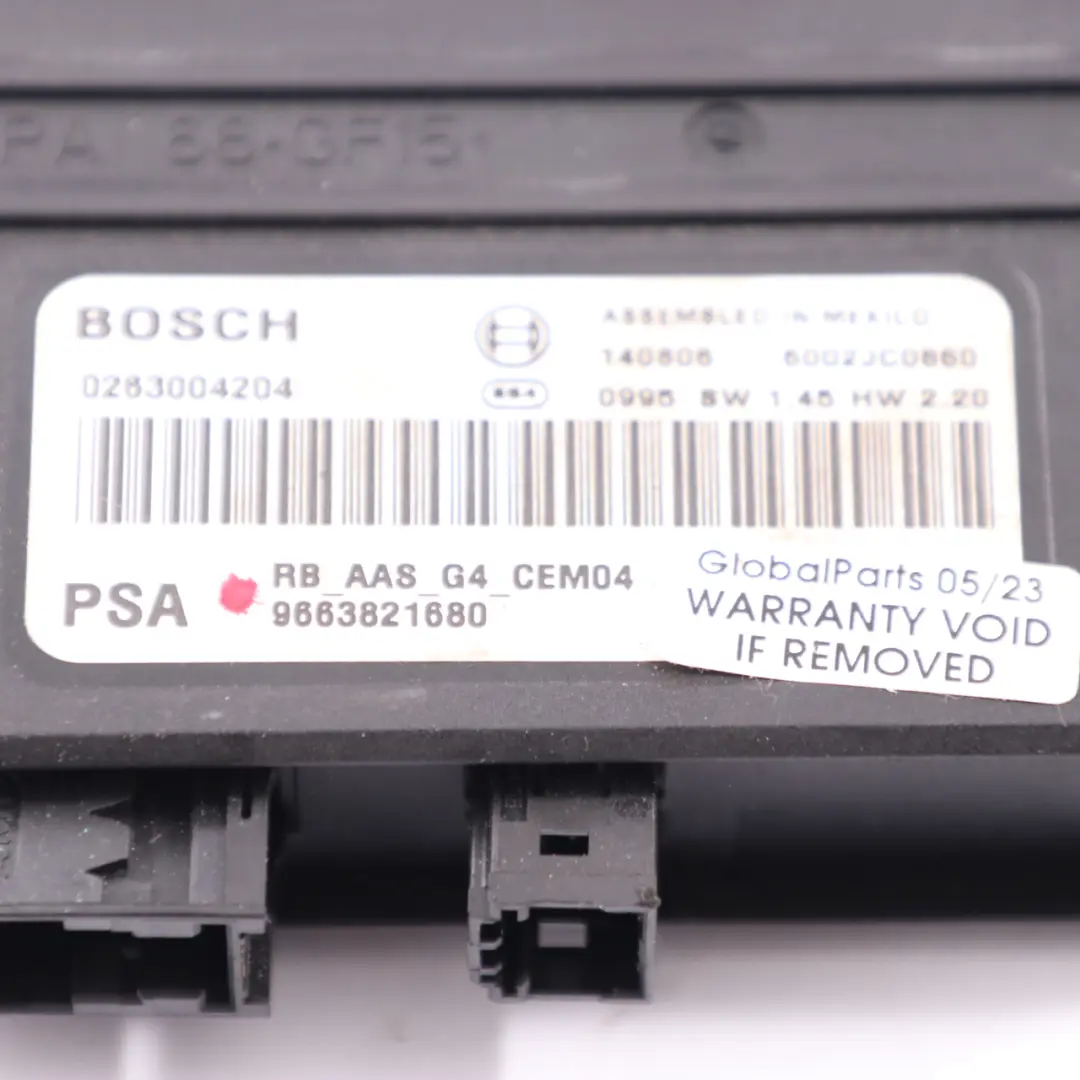 PA 66-GF15
BOSCH
0263004204
ASSEMBLED IN MEXICO
140806 6002JC0860
0995 SW 1.45 HW 2.20
PSA
RB_AAS_G4_CEM04
9663821680
GlobalParts 05/23
WARRANTY VOID
IF REMOVED